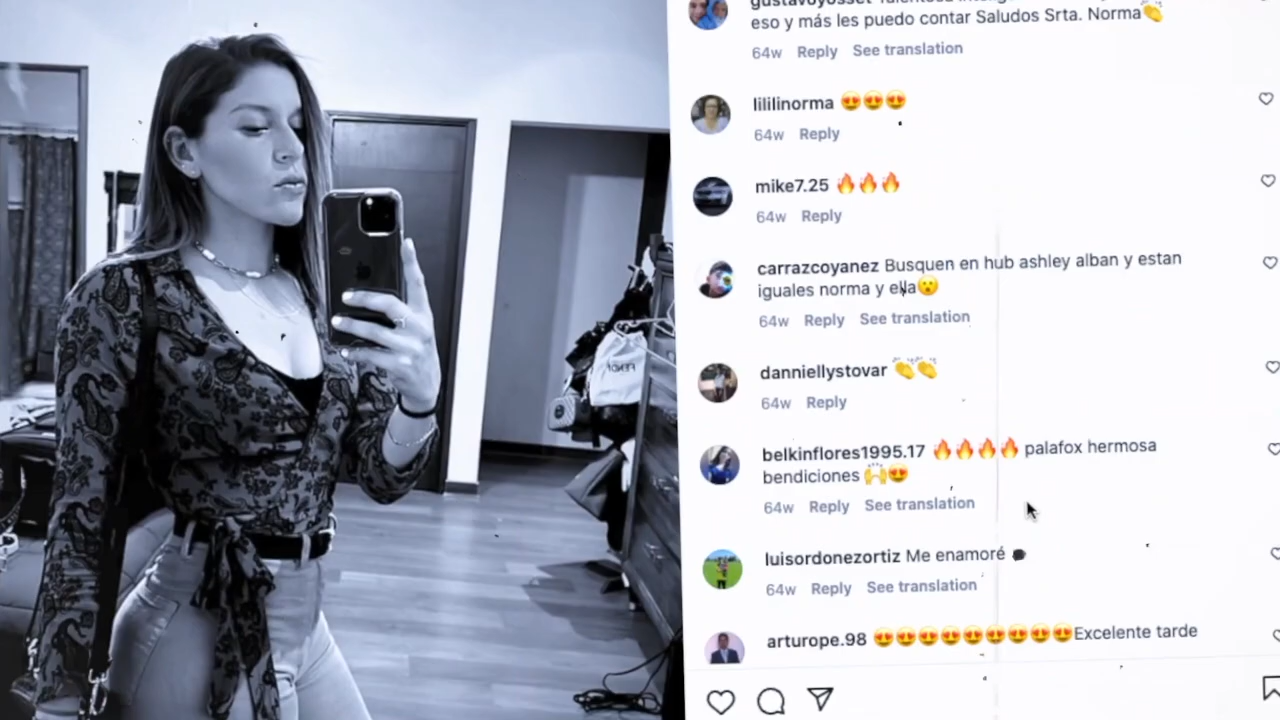 gustavoyosset
eso y más les puedo contar Saludos Srta. Norma👏
64w Reply See translation
lililinorma 😍😍😍
64w Reply
mike7.25 🔥🔥🔥
64w Reply
carrazcoyanez Busquen en hub ashley alban y estan
iguales norma y ella😮
64w Reply See translation
danniellystovar 👏👏
64w Reply
belkinflores1995.17 🔥🔥🔥🔥 palafox hermosa
bendiciones 🙌😍
64w Reply See translation
luisordonezortiz Me enamoré
64w Reply See translation
arturope.98 😍😍😍😍😍😍😍😍😍Excelente tarde